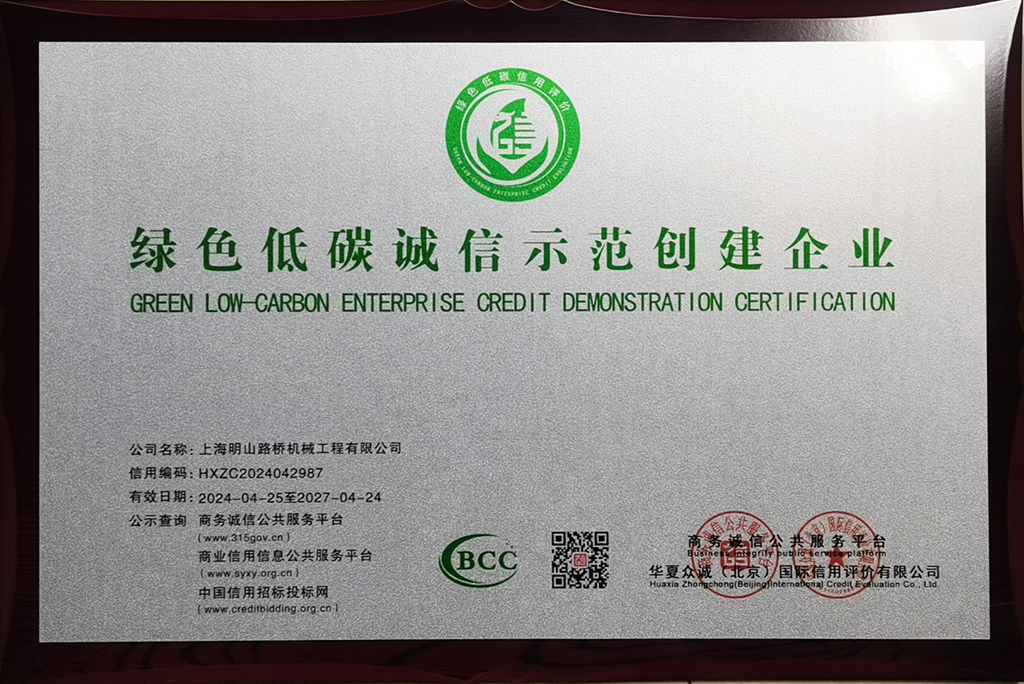 绿色低碳信用评价
GREEN LOW-CARBON ENTERPRISE CREDIT EVALUATION
绿色低碳诚信示范创建企业
GREEN LOW-CARBON ENTERPRISE CREDIT DEMONSTRATION CERTIFICATION
公司名称：上海明山路桥机械工程有限公司
信用编码：HXZC2024042987
有效日期：2024-04-25至2027-04-24
公示查询 商务诚信公共服务平台
（www.315gov.cn）
商业信用信息公共服务平台
（www.syxy.org.cn）
中国信用招标投标网
（www.creditbidding.org.cn）
BCC
商务诚信公共服务平台
Business integrity public service platform
华夏众诚（北京）国际信用评价有限公司
Huaxia Zhongcheng(Beijing)International Credit Evaluation Co., Ltd.